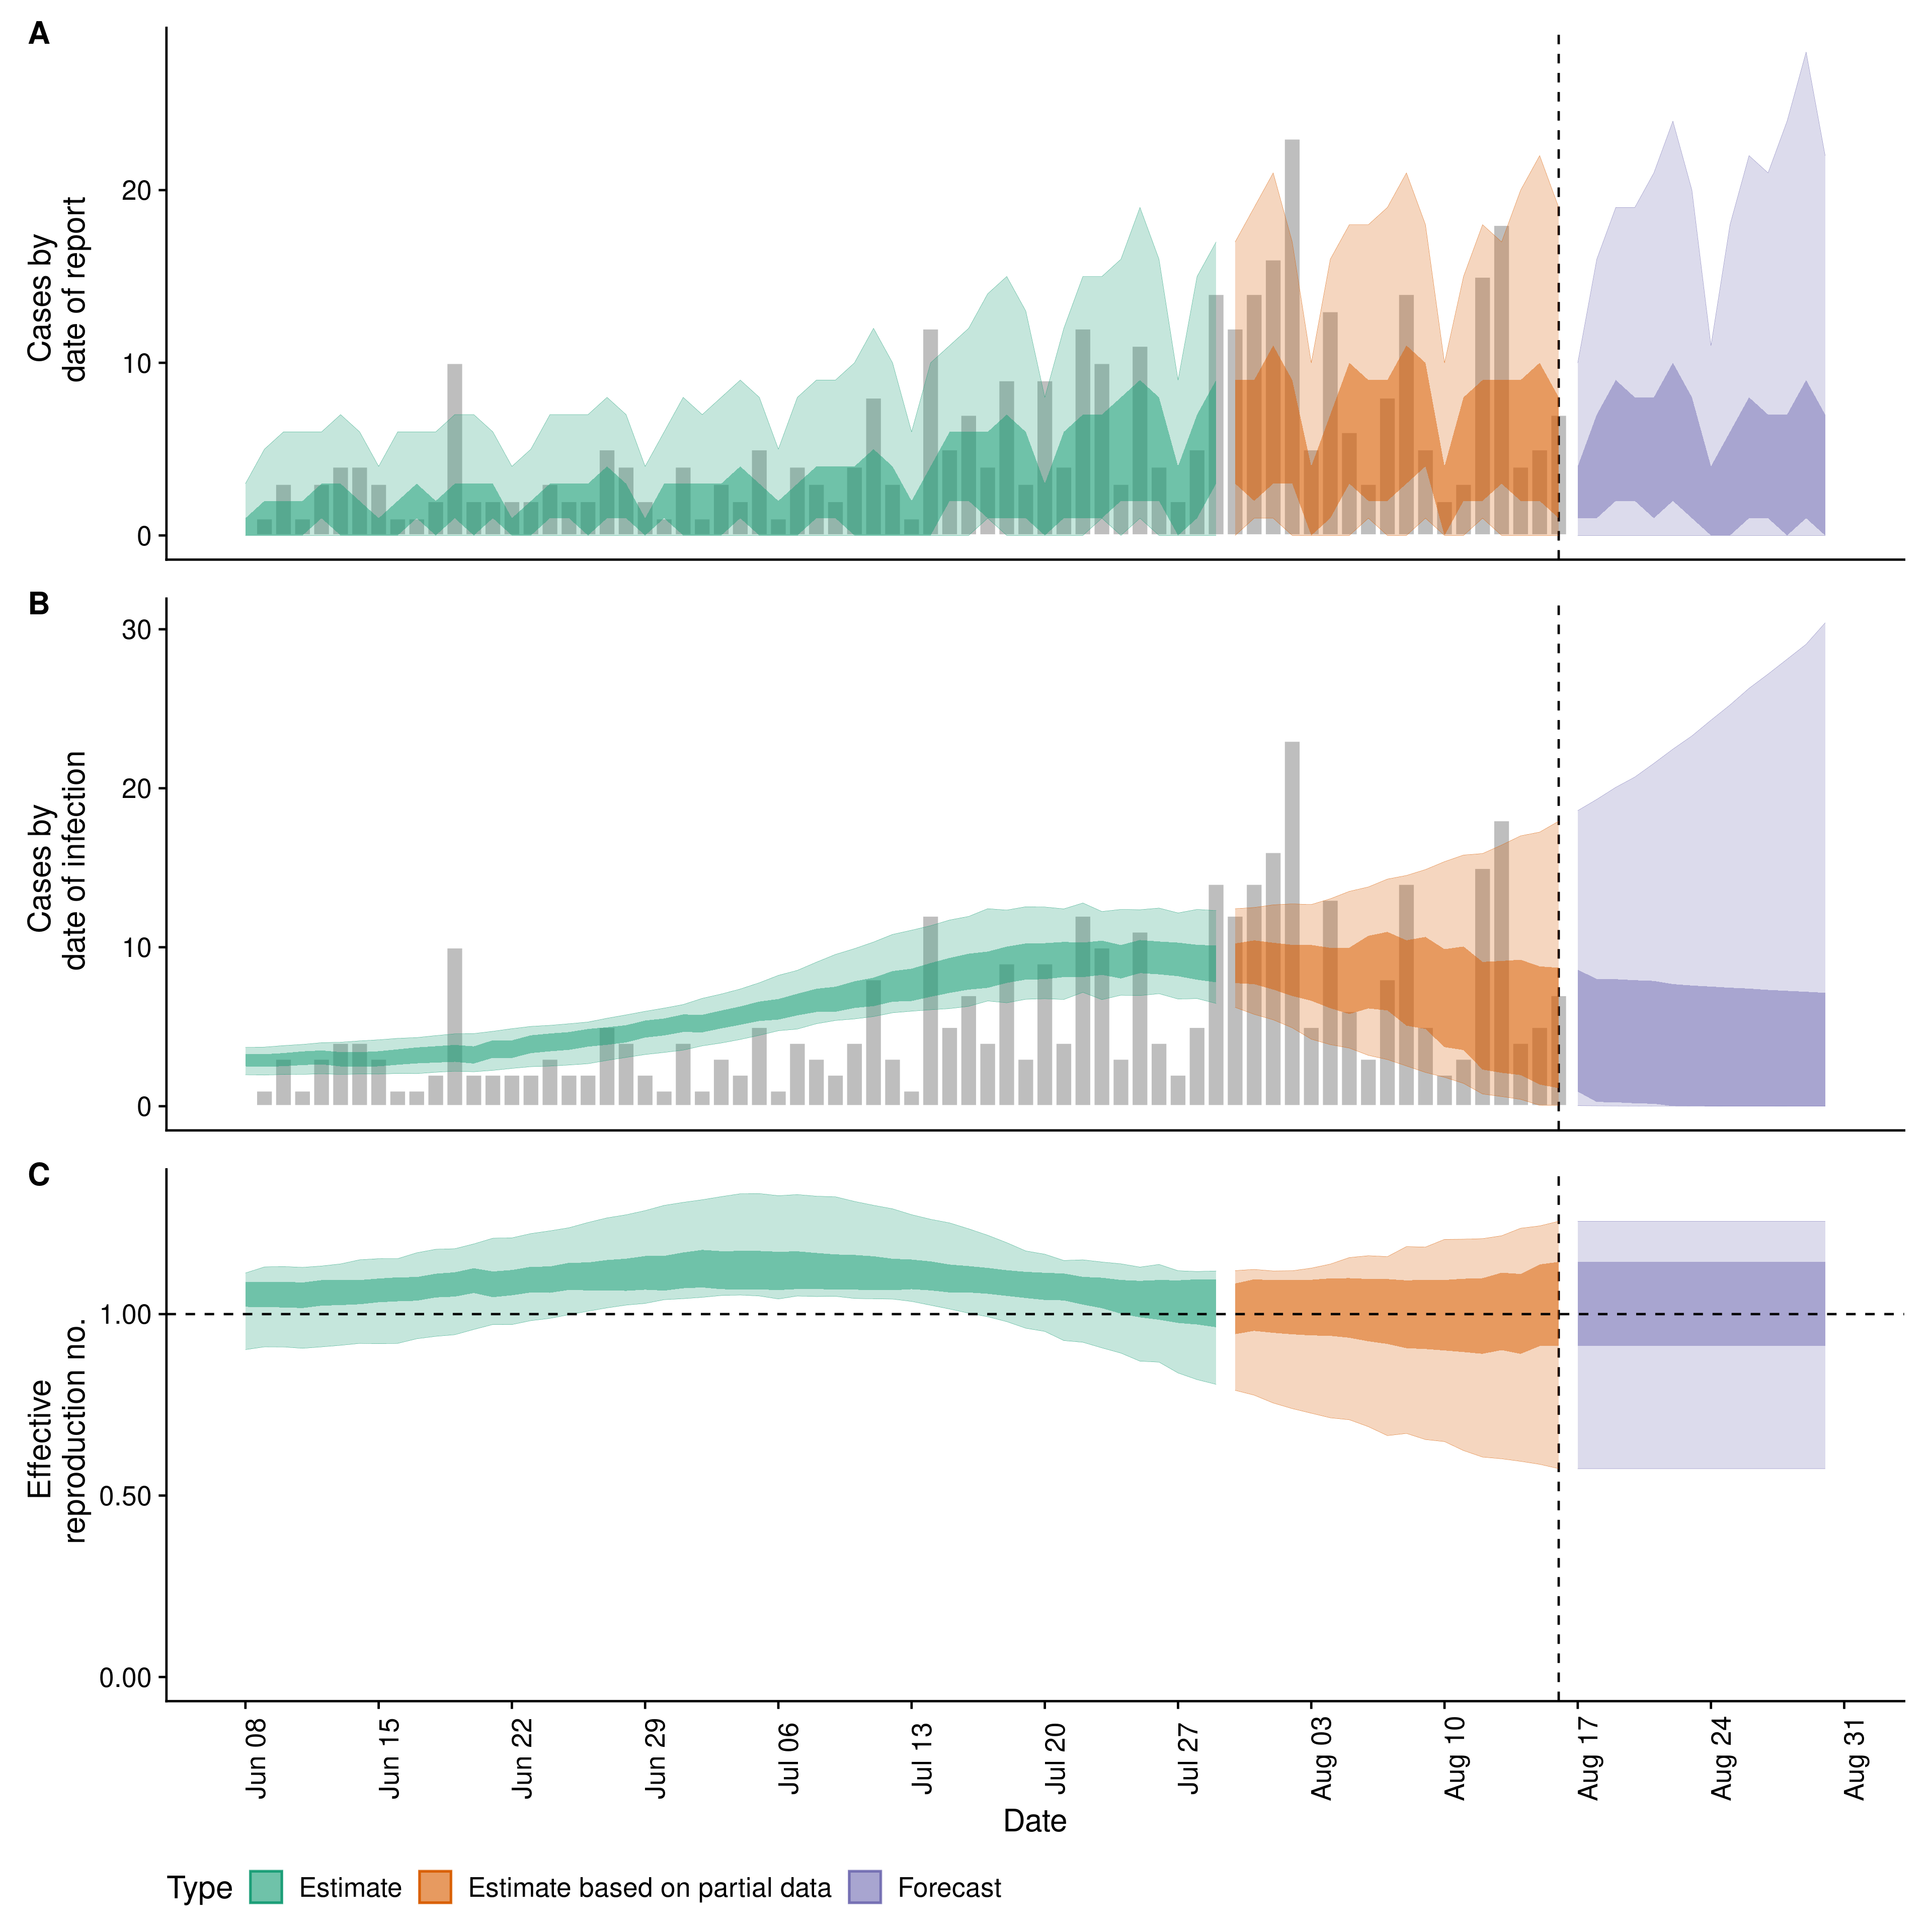 A
Cases by
date of report
20
10
0
B
Cases by
date of infection
30
20
10
0
C
Effective
reproduction no.
1.00
0.50
0.00
Jun 08
Jun 15
Jun 22
Jun 29
Jul 06
Jul 13
Jul 20
Jul 27
Aug 03
Aug 10
Aug 17
Aug 24
Aug 31
Date
Type Estimate Estimate based on partial data Forecast